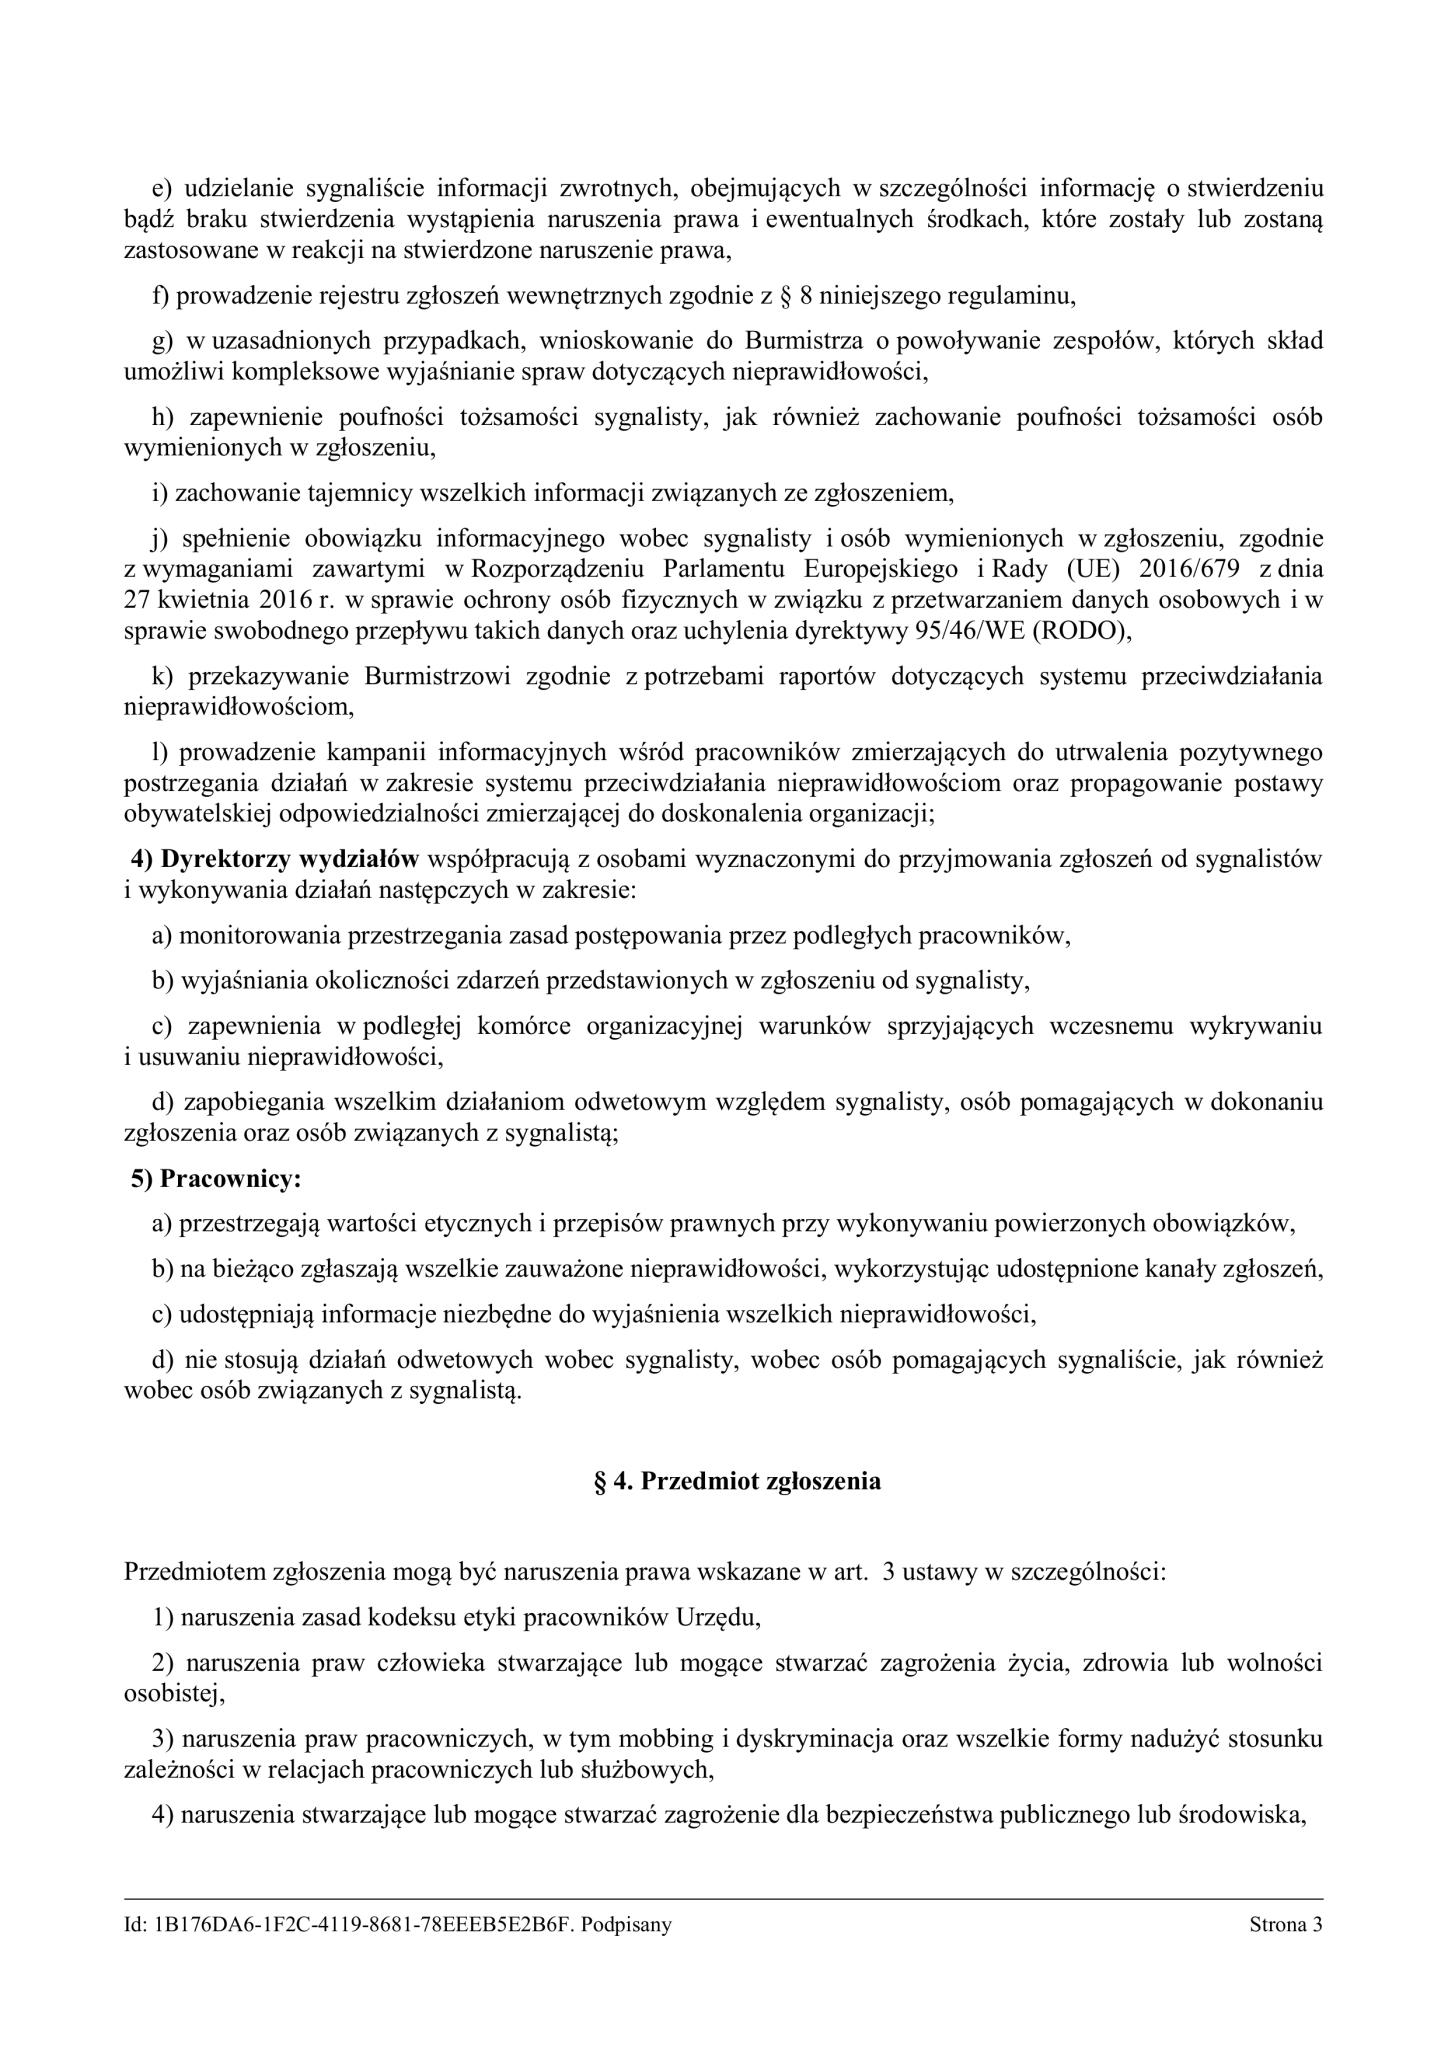 e) udzielanie sygnaliście informacji zwrotnych, obejmujących w szczególności informację o stwierdzeniu
bądź braku stwierdzenia wystąpienia naruszenia prawa i ewentualnych środkach, które zostały lub zostaną
zastosowane w reakcji na stwierdzone naruszenie prawa,
f) prowadzenie rejestru zgłoszeń wewnętrznych zgodnie z § 8 niniejszego regulaminu,
g) w uzasadnionych przypadkach, wnioskowanie do Burmistrza o powoływanie zespołów, których skład
umożliwi kompleksowe wyjaśnianie spraw dotyczących nieprawidłowości,
h) zapewnienie poufności tożsamości sygnalisty, jak również zachowanie poufności tożsamości osób
wymienionych w zgłoszeniu,
i) zachowanie tajemnicy wszelkich informacji związanych ze zgłoszeniem,
j) spełnienie obowiązku informacyjnego wobec sygnalisty i osób wymienionych w zgłoszeniu, zgodnie
z wymaganiami zawartymi w Rozporządzeniu Parlamentu Europejskiego i Rady (UE) 2016/679 z dnia
27 kwietnia 2016 r. w sprawie ochrony osób fizycznych w związku z przetwarzaniem danych osobowych i w
sprawie swobodnego przepływu takich danych oraz uchylenia dyrektywy 95/46/WE (RODO),
k) przekazywanie Burmistrzowi zgodnie z potrzebami raportów dotyczących systemu przeciwdziałania
nieprawidłowościom,
l) prowadzenie kampanii informacyjnych wśród pracowników zmierzających do utrwalenia pozytywnego
postrzegania działań w zakresie systemu przeciwdziałania nieprawidłowościom oraz propagowanie postawy
obywatelskiej odpowiedzialności zmierzającej do doskonalenia organizacji;
4) Dyrektorzy wydziałów współpracują z osobami wyznaczonymi do przyjmowania zgłoszeń od sygnalistów
i wykonywania działań następczych w zakresie:
a) monitorowania przestrzegania zasad postępowania przez podległych pracowników,
b) wyjaśniania okoliczności zdarzeń przedstawionych w zgłoszeniu od sygnalisty,
c) zapewnienia w podległej komórce organizacyjnej warunków sprzyjających wczesnemu wykrywaniu
i usuwaniu nieprawidłowości,
d) zapobiegania wszelkim działaniom odwetowym względem sygnalisty, osób pomagających w dokonaniu
zgłoszenia oraz osób związanych z sygnalistą;
5) Pracownicy:
a) przestrzegają wartości etycznych i przepisów prawnych przy wykonywaniu powierzonych obowiązków,
b) na bieżąco zgłaszają wszelkie zauważone nieprawidłowości, wykorzystując udostępnione kanały zgłoszeń,
c) udostępniają informacje niezbędne do wyjaśnienia wszelkich nieprawidłowości,
d) nie stosują działań odwetowych wobec sygnalisty, wobec osób pomagających sygnaliście, jak również
wobec osób związanych z sygnalistą.
§ 4. Przedmiot zgłoszenia
Przedmiotem zgłoszenia mogą być naruszenia prawa wskazane w art. 3 ustawy w szczególności:
1) naruszenia zasad kodeksu etyki pracowników Urzędu,
2) naruszenia praw człowieka stwarzające lub mogące stwarzać zagrożenia życia, zdrowia lub wolności
osobistej,
3) naruszenia praw pracowniczych, w tym mobbing i dyskryminacja oraz wszelkie formy nadużyć stosunku
zależności w relacjach pracowniczych lub służbowych,
4) naruszenia stwarzające lub mogące stwarzać zagrożenie dla bezpieczeństwa publicznego lub środowiska,
Id: 1B176DA6-1F2C-4119-8681-78EEEB5E2B6F. Podpisany
Strona 3